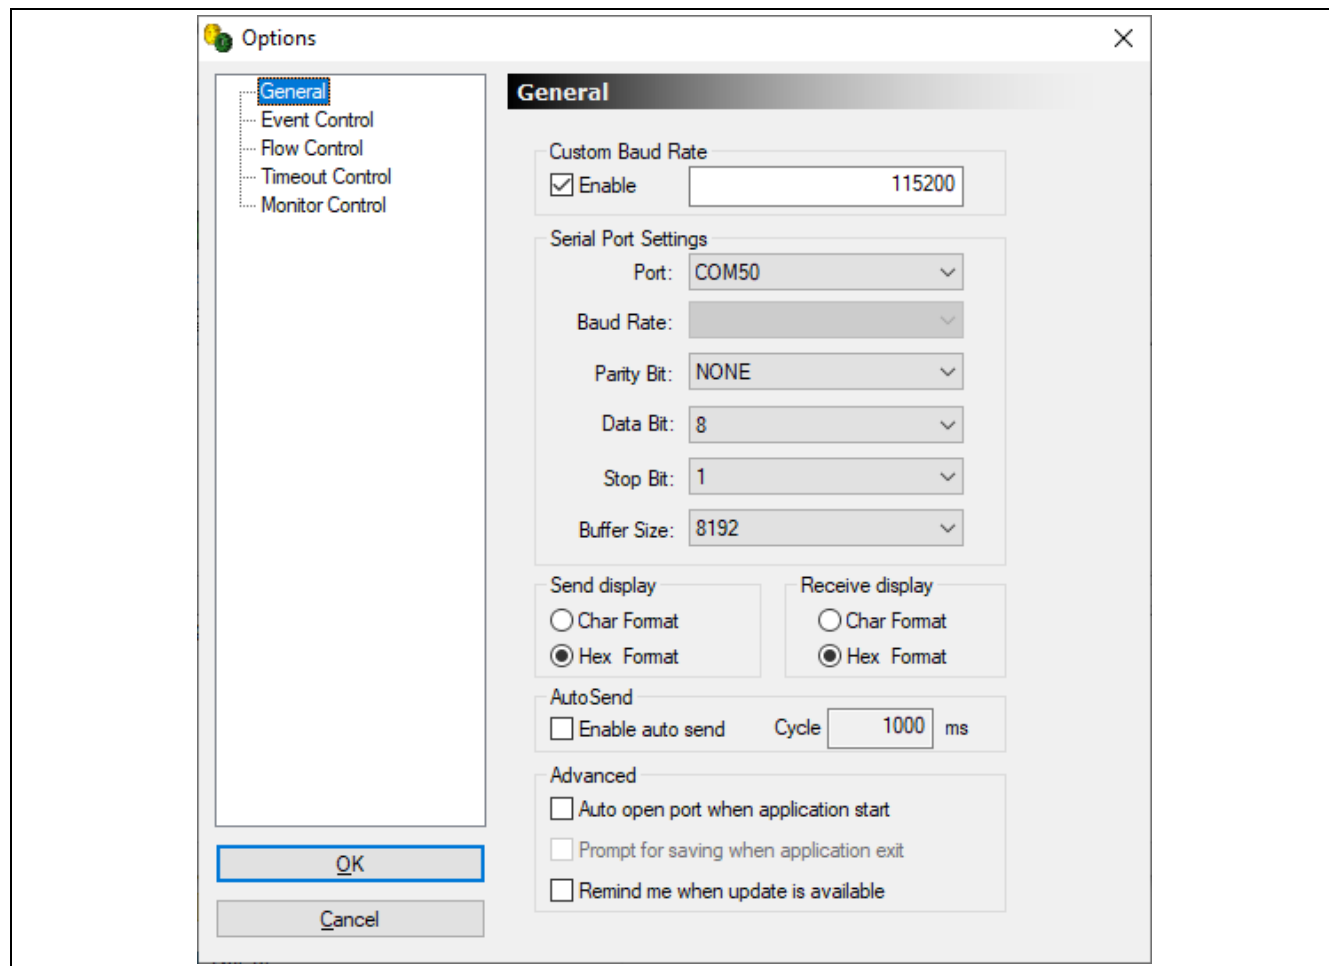 Options
General
Event Control
Flow Control
Timeout Control
Monitor Control
OK
Cancel
General
Custom Baud Rate
Enable 115200
Serial Port Settings
Port: COM50
Baud Rate:
Parity Bit: NONE
Data Bit: 8
Stop Bit: 1
Buffer Size: 8192
Send display
Char Format
Hex Format
Receive display
Char Format
Hex Format
AutoSend
Enable auto send Cycle 1000 ms
Advanced
Auto open port when application start
Prompt for saving when application exit
Remind me when update is available